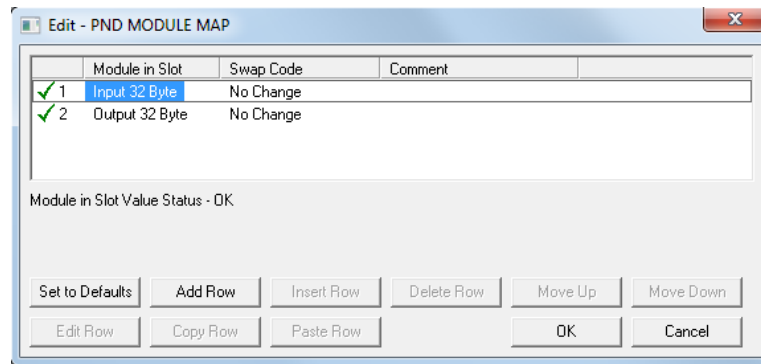 Edit - PND MODULE MAP
x
Module in Slot Swap Code Comment
1 Input 32 Byte No Change
2 Output 32 Byte No Change
Module in Slot Value Status - OK
Set to Defaults Add Row Insert Row Delete Row Move Up Move Down
Edit Row Copy Row Paste Row OK Cancel